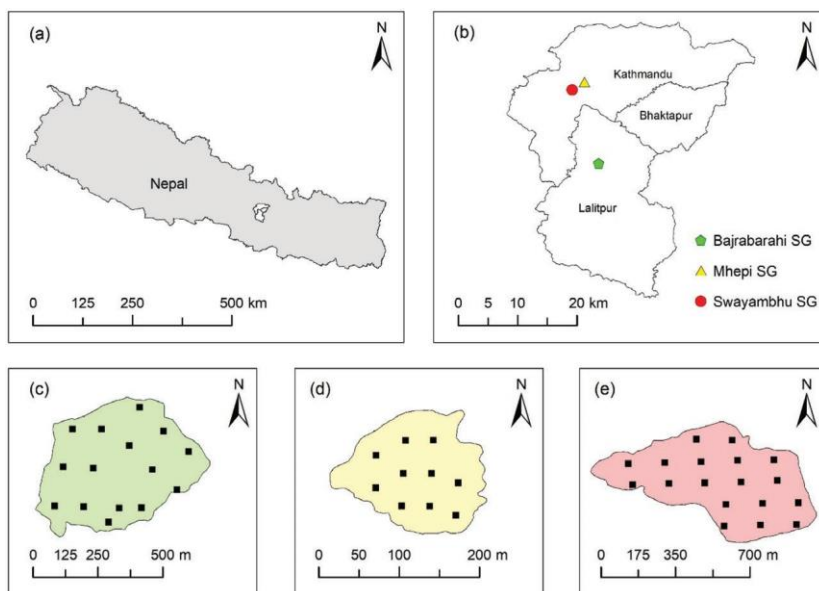 (a)
N
Nepal
0 125 250 500 km
(b)
N
Kathmandu
Bhaktapur
Lalitpur
Bajrabarahi SG
Mhepi SG
Swayambhu SG
0 5 10 20 km
(c)
N
0 125 250 500 m
(d)
N
0 50 100 200 m
(e)
N
0 175 350 700 m